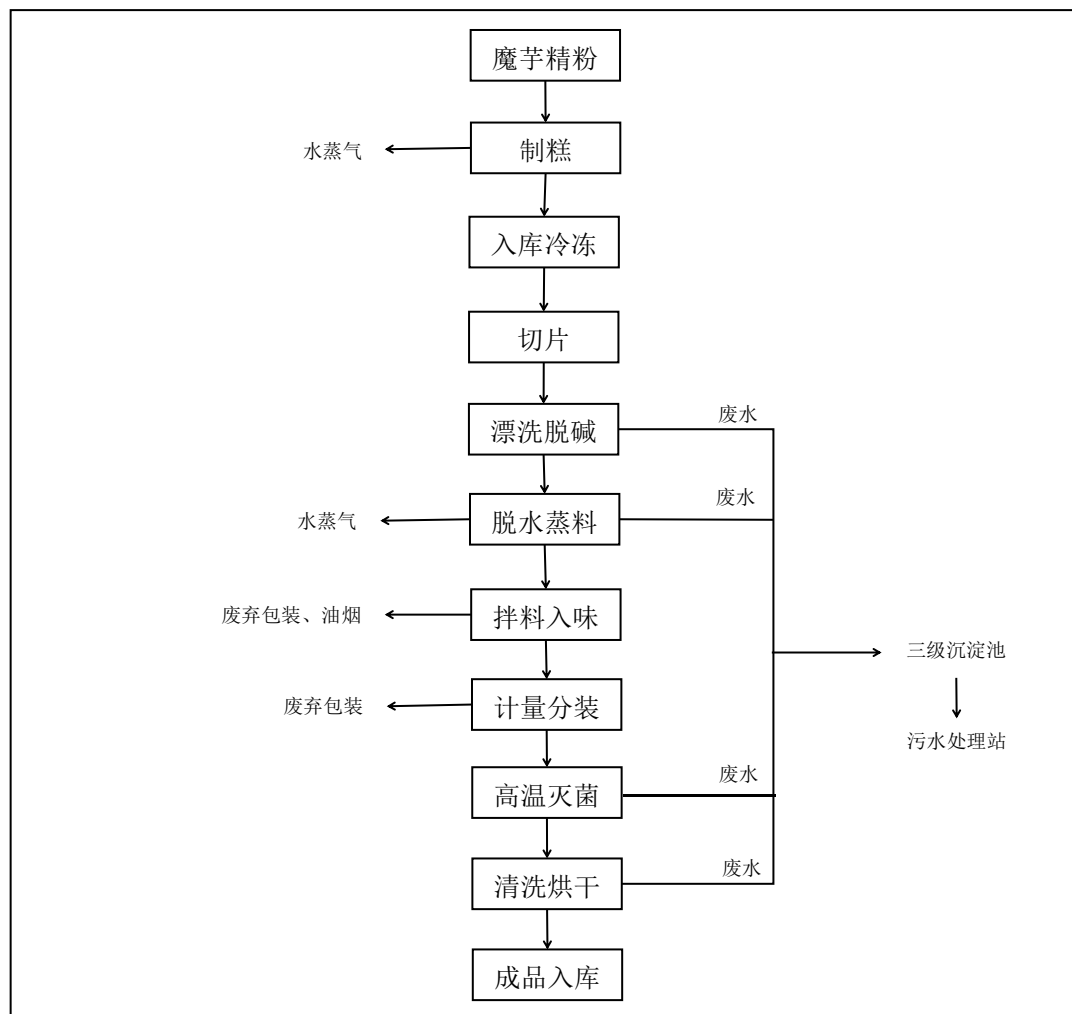 魔芋精粉
水蒸气
制糕
入库冷冻
切片
废水
漂洗脱碱
废水
水蒸气
脱水蒸料
废弃包装、油烟
拌料入味
三级沉淀池
废弃包装
计量分装
污水处理站
废水
高温灭菌
废水
清洗烘干
成品入库